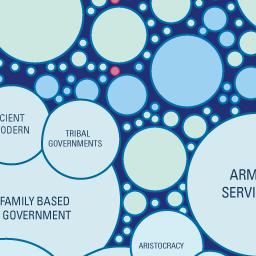 CIENT
ODERN
TRIBAL
GOVERNMENTS
ARM
SERVI
FAMILY BASED
GOVERNMENT
ARISTOCRACY